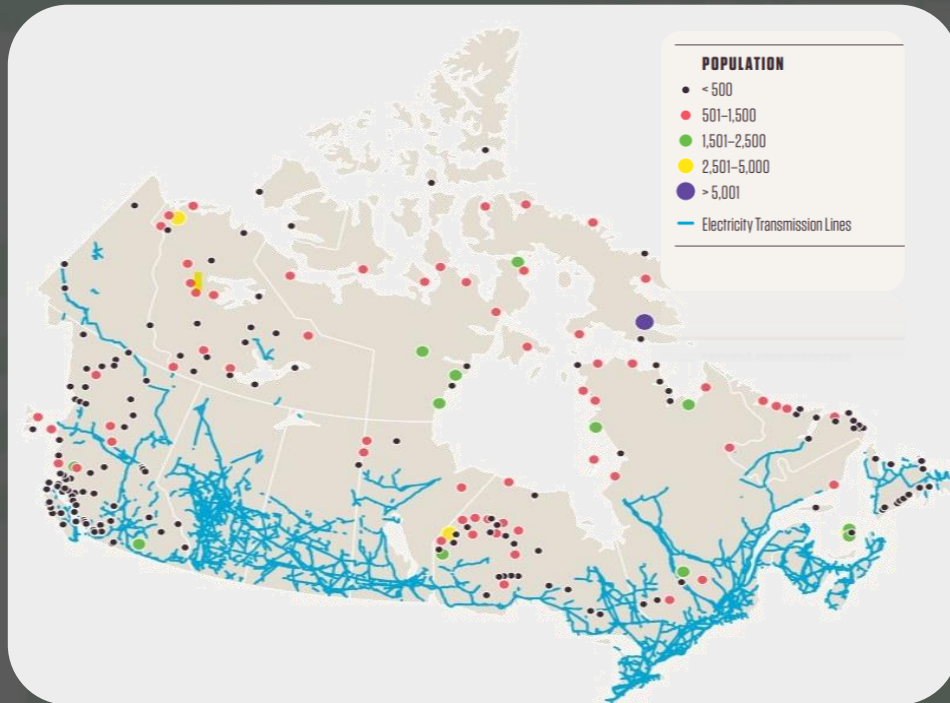 POPULATION
< 500
501–1,500
1,501–2,500
2,501–5,000
> 5,001
Electricity Transmission Lines